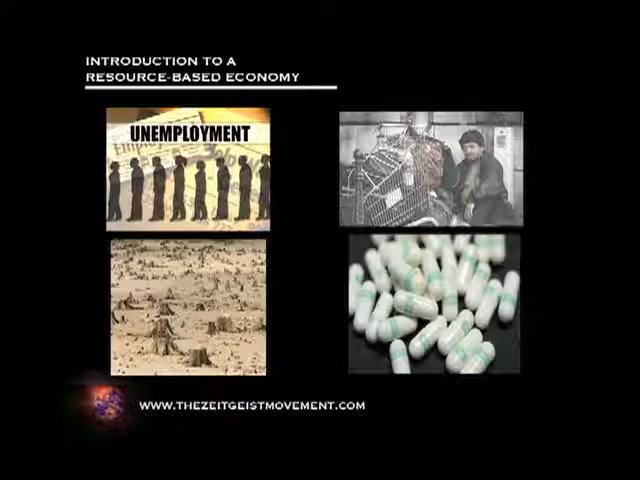 INTRODUCTION TO A
RESOURCE-BASED ECONOMY
UNEMPLOYMENT
WWW.THEZEITGEISTMOVEMENT.COM